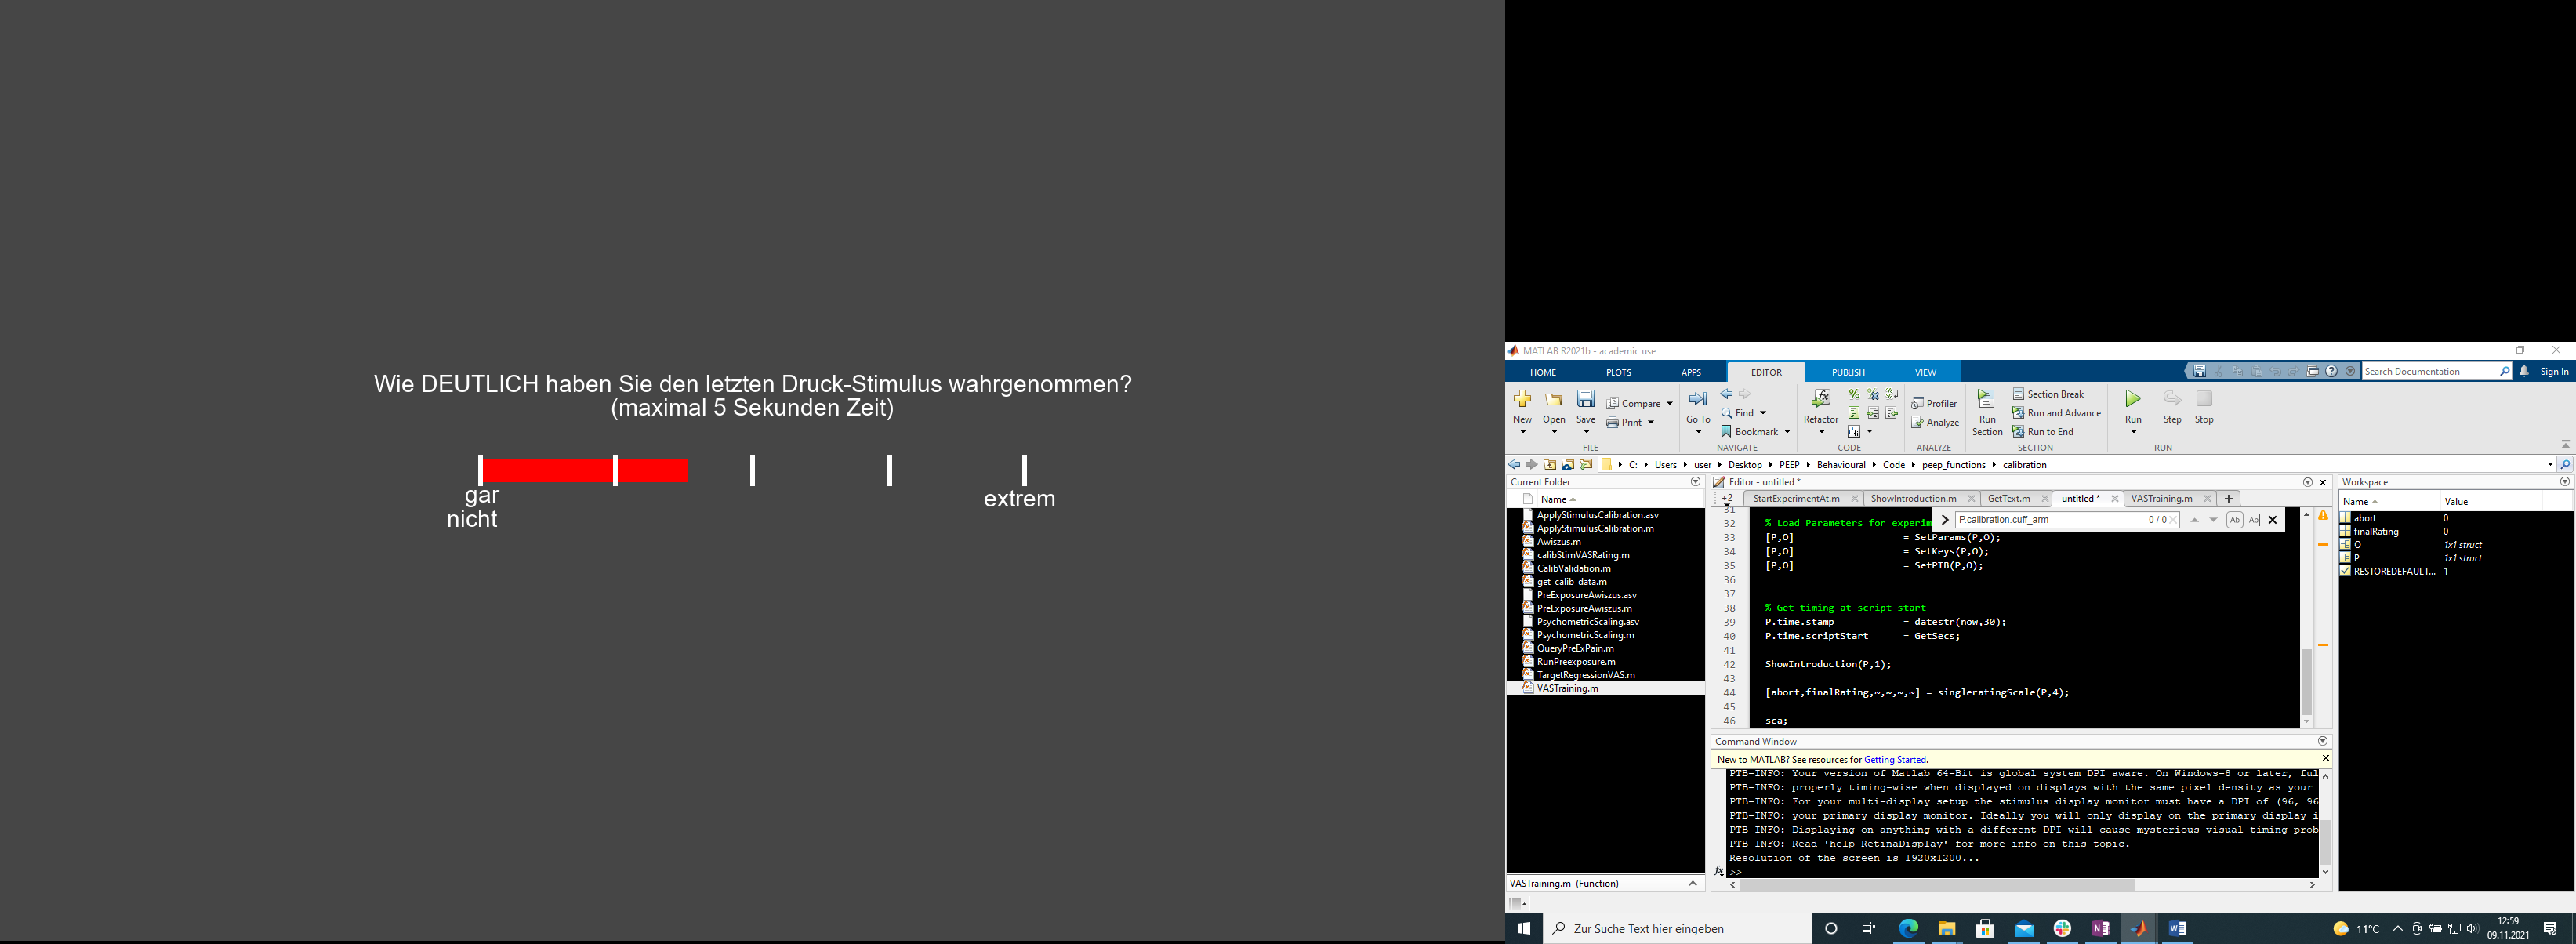 Wie DEUTLICH haben Sie den letzten Druck-Stimulus wahrgenommen?
(maximal 5 Sekunden Zeit)
gar
nicht
extrem
MATLAB R2021b - academic use
HOME PLOTS APPS EDITOR PUBLISH VIEW
Search Documentation
Sign In
New Open Save Compare Print
Go To Find Bookmark
Refactor
Profiler
Analyze
Run Section
Section Break
Run and Advance
Run to End
Run Step Stop
FILE NAVIGATE CODE ANALYZE SECTION RUN
C: Users user Desktop PEEP Behavioural Code peep_functions calibration
Current Folder
Name
ApplyStimulusCalibration.asv
ApplyStimulusCalibration.m
Awiszus.m
calibStimVASRating.m
CalibValidation.m
get_calib_data.m
PreExposureAwiszus.asv
PreExposureAwiszus.m
PsychometricScaling.asv
PsychometricScaling.m
QueryPreExPain.m
RunPreexposure.m
TargetRegressionVAS.m
VASTraining.m
VASTraining.m (Function)
Editor - untitled *
+2 StartExperimentAt.m ShowIntroduction.m GetText.m untitled * VASTraining.m +
P.calibration.cuff_arm 0 / 0
31
32 % Load Parameters for experim
33 [P,O] = SetParams(P,O);
34 [P,O] = SetKeys(P,O);
35 [P,O] = SetPTB(P,O);
36
37
38 % Get timing at script start
39 P.time.stamp = datestr(now,30);
40 P.time.scriptStart = GetSecs;
41
42 ShowIntroduction(P,1);
43
44 [abort,finalRating,~,~,~,~] = singleratingScale(P,4);
45
46 sca;
Command Window
New to MATLAB? See resources for Getting Started.
PTB-INFO: Your version of Matlab 64-Bit is global system DPI aware. On Windows-8 or later, ful
PTB-INFO: properly timing-wise when displayed on displays with the same pixel density as your
PTB-INFO: For your multi-display setup the stimulus display monitor must have a DPI of (96, 96
PTB-INFO: your primary display monitor. Ideally you will only display on the primary display i
PTB-INFO: Displaying on anything with a different DPI will cause mysterious visual timing prob
PTB-INFO: Read 'help RetinaDisplay' for more info on this topic.
Resolution of the screen is 1920x1200...
fx >>
Workspace
Name Value
abort 0
finalRating 0
O 1x1 struct
P 1x1 struct
RESTOREDEFAULT... 1
Zur Suche Text hier eingeben
11°C
12:59
09.11.2021